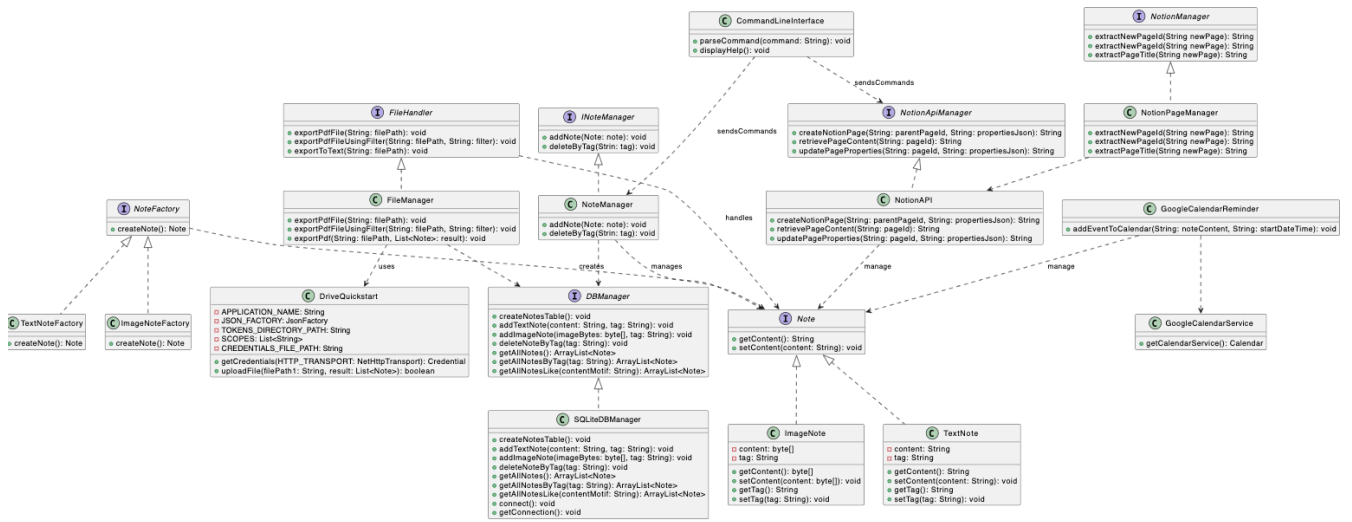 C CommandLineInterface
parseCommand(command: String): void
displayHelp(): void
I NotionManager
extractNewPageId(String newPage): String
extractNewPageId(String newPage): String
extractPageTitle(String newPage): String
sendsCommands
sendsCommands
I FileHandler
exportPdfFile(String: filePath): void
exportPdfFileUsingFilter(String: filePath, String: filter): void
exportToText(String: filePath): void
I INoteManager
addNote(Note: note): void
deleteByTag(Strin: tag): void
I NotionApiManager
createNotionPage(String: parentPageId, String: propertiesJson): String
retrievePageContent(String: pageId): String
updatePageProperties(String: pageId, String: propertiesJson): String
C NotionPageManager
extractNewPageId(String newPage): String
extractNewPageId(String newPage): String
extractPageTitle(String newPage): String
I NoteFactory
createNote(): Note
C FileManager
exportPdfFile(String: filePath): void
exportPdfFileUsingFilter(String: filePath, String: filter): void
exportPdf(String: filePath, List<Note>: result): void
C NoteManager
addNote(Note: note): void
deleteByTag(Strin: tag): void
handles
C NotionAPI
createNotionPage(String: parentPageId, String: propertiesJson): String
retrievePageContent(String: pageId): String
updatePageProperties(String: pageId, String: propertiesJson): String
C GoogleCalendarReminder
addEventToCalendar(String: noteContent, String: startDateTime): void
uses
creates
manages
manage
manage
C TextNoteFactory
createNote(): Note
C ImageNoteFactory
createNote(): Note
C DriveQuickstart
APPLICATION_NAME: String
JSON_FACTORY: JsonFactory
TOKENS_DIRECTORY_PATH: String
SCOPES: List<String>
CREDENTIALS_FILE_PATH: String
getCredentials(HTTP_TRANSPORT: NetHttpTransport): Credential
uploadFile(filePath1: String, result: List<Note>): boolean
I DBManager
createNotesTable(): void
addTextNote(content: String, tag: String): void
addImageNote(imageBytes: byte[], tag: String): void
deleteNoteByTag(tag: String): void
getAllNotes(): ArrayList<Note>
getAllNotesByTag(tag: String): ArrayList<Note>
getAllNotesLike(contentMotif: String): ArrayList<Note>
I Note
getContent(): String
setContent(content: String): void
C GoogleCalendarService
getCalendarService(): Calendar
C SQLiteDBManager
createNotesTable(): void
addTextNote(content: String, tag: String): void
addImageNote(imageBytes: byte[], tag: String): void
deleteNoteByTag(tag: String): void
getAllNotes(): ArrayList<Note>
getAllNotesByTag(tag: String): ArrayList<Note>
getAllNotesLike(contentMotif: String): ArrayList<Note>
connect(): void
getConnection(): void
C ImageNote
content: byte[]
tag: String
getContent(): byte[]
setContent(content: byte[]): void
getTag(): String
setTag(tag: String): void
C TextNote
content: String
tag: String
getContent(): String
setContent(content: String): void
getTag(): String
setTag(tag: String): void